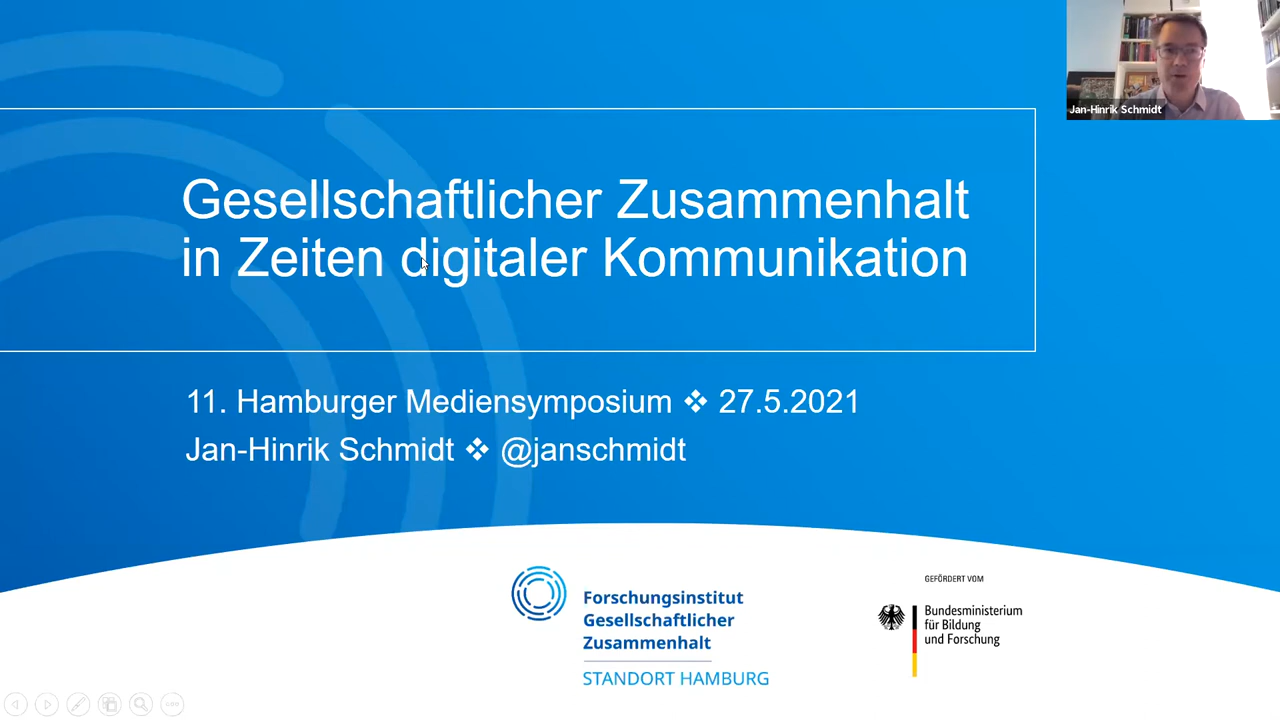 Jan-Hinrik Schmidt
Gesellschaftlicher Zusammenhalt
in Zeiten digitaler Kommunikation
11. Hamburger Mediensymposium ❖ 27.5.2021
Jan-Hinrik Schmidt ❖ @janschmidt
Forschungsinstitut
Gesellschaftlicher
Zusammenhalt
STANDORT HAMBURG
GEFÖRDERT VOM
Bundesministerium
für Bildung
und Forschung